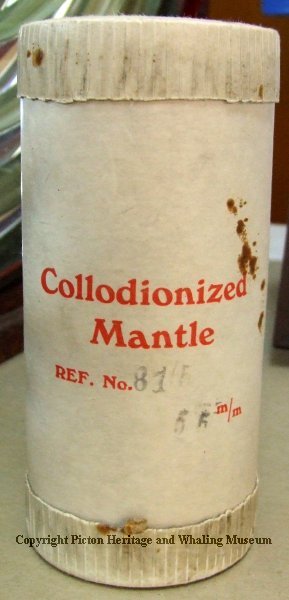 Collodionized
Mantle
REF. No.
m/m
Copyright Picton Heritage and Whaling Museum